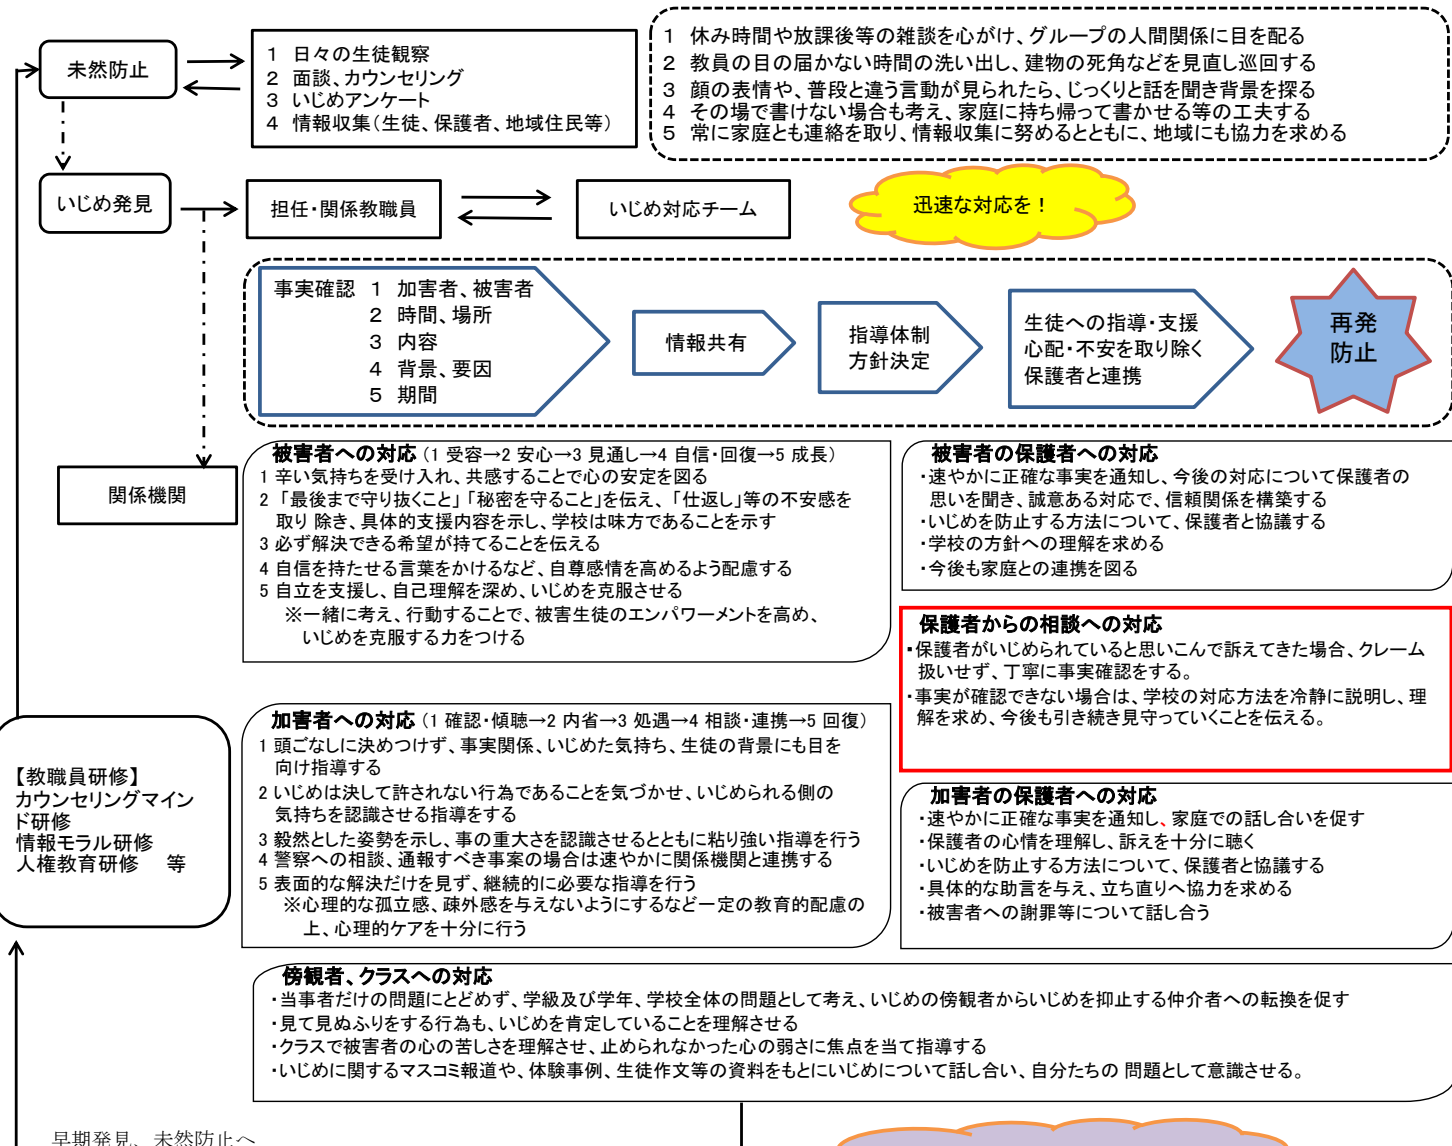 未然防止
1 日々の生徒観察
2 面談、カウンセリング
3 いじめアンケート
4 情報収集（生徒、保護者、地域住民等）
1 休み時間や放課後等の雑談を心がけ、グループの人間関係に目を配る
2 教員の目の届かない時間の洗い出し、建物の死角などを見直し巡回する
3 顔の表情や、普段と違う言動が見られたら、じっくりと話を聞き背景を探る
4 その場で書けない場合も考え、家庭に持ち帰って書かせる等の工夫する
5 常に家庭とも連絡を取り、情報収集に努めるとともに、地域にも協力を求める
いじめ発見
担任・関係教職員
いじめ対応チーム
迅速な対応を！
事実確認 1 加害者、被害者
2 時間、場所
3 内容
4 背景、要因
5 期間
情報共有
指導体制
方針決定
生徒への指導・支援
心配・不安を取り除く
保護者と連携
再発
防止
関係機関
被害者への対応（1 受容→2 安心→3 見通し→4 自信・回復→5 成長）
1 辛い気持ちを受け入れ、共感することで心の安定を図る
2 「最後まで守り抜くこと」「秘密を守ること」を伝え、「仕返し」等の不安感を
取り 除き、具体的支援内容を示し、学校は味方であることを示す
3 必ず解決できる希望が持てることを伝える
4 自信を持たせる言葉をかけるなど、自尊感情を高めるよう配慮する
5 自立を支援し、自己理解を深め、いじめを克服させる
※一緒に考え、行動することで、被害生徒のエンパワーメントを高め、
いじめを克服する力をつける
被害者の保護者への対応
・速やかに正確な事実を通知し、今後の対応について保護者の
思いを聞き、誠意ある対応で、信頼関係を構築する
・いじめを防止する方法について、保護者と協議する
・学校の方針への理解を求める
・今後も家庭との連携を図る
保護者からの相談への対応
・保護者がいじめられていると思いこんで訴えてきた場合、クレーム
扱いせず、丁寧に事実確認をする。
・事実が確認できない場合は、学校の対応方法を冷静に説明し、理
解を求め、今後も引き続き見守っていくことを伝える。
【教職員研修】
カウンセリングマイン
ド研修
情報モラル研修
人権教育研修 等
加害者への対応（1 確認・傾聴→2 内省→3 処遇→4 相談・連携→5 回復）
1 頭ごなしに決めつけず、事実関係、いじめた気持ち、生徒の背景にも目を
向け指導する
2 いじめは決して許されない行為であることを気づかせ、いじめられる側の
気持ちを認識させる指導をする
3 毅然とした姿勢を示し、事の重大さを認識させるとともに粘り強い指導を行う
4 警察への相談、通報すべき事案の場合は速やかに関係機関と連携する
5 表面的な解決だけを見ず、継続的に必要な指導を行う
※心理的な孤立感、疎外感を与えないようにするなど一定の教育的配慮の
上、心理的ケアを十分に行う
加害者の保護者への対応
・速やかに正確な事実を通知し、家庭での話し合いを促す
・保護者の心情を理解し、訴えを十分に聴く
・いじめを防止する方法について、保護者と協議する
・具体的な助言を与え、立ち直りへ協力を求める
・被害者への謝罪等について話し合う
傍観者、クラスへの対応
・当事者だけの問題にとどめず、学級及び学年、学校全体の問題として考え、いじめの傍観者からいじめを抑止する仲介者への転換を促す
・見て見ぬふりをする行為も、いじめを肯定していることを理解させる
・クラスで被害者の心の苦しさを理解させ、止められなかった心の弱さに焦点を当て指導する
・いじめに関するマスコミ報道や、体験事例、生徒作文等の資料をもとにいじめについて話し合い、自分たちの 問題として意識させる。
早期発見、未然防止へ